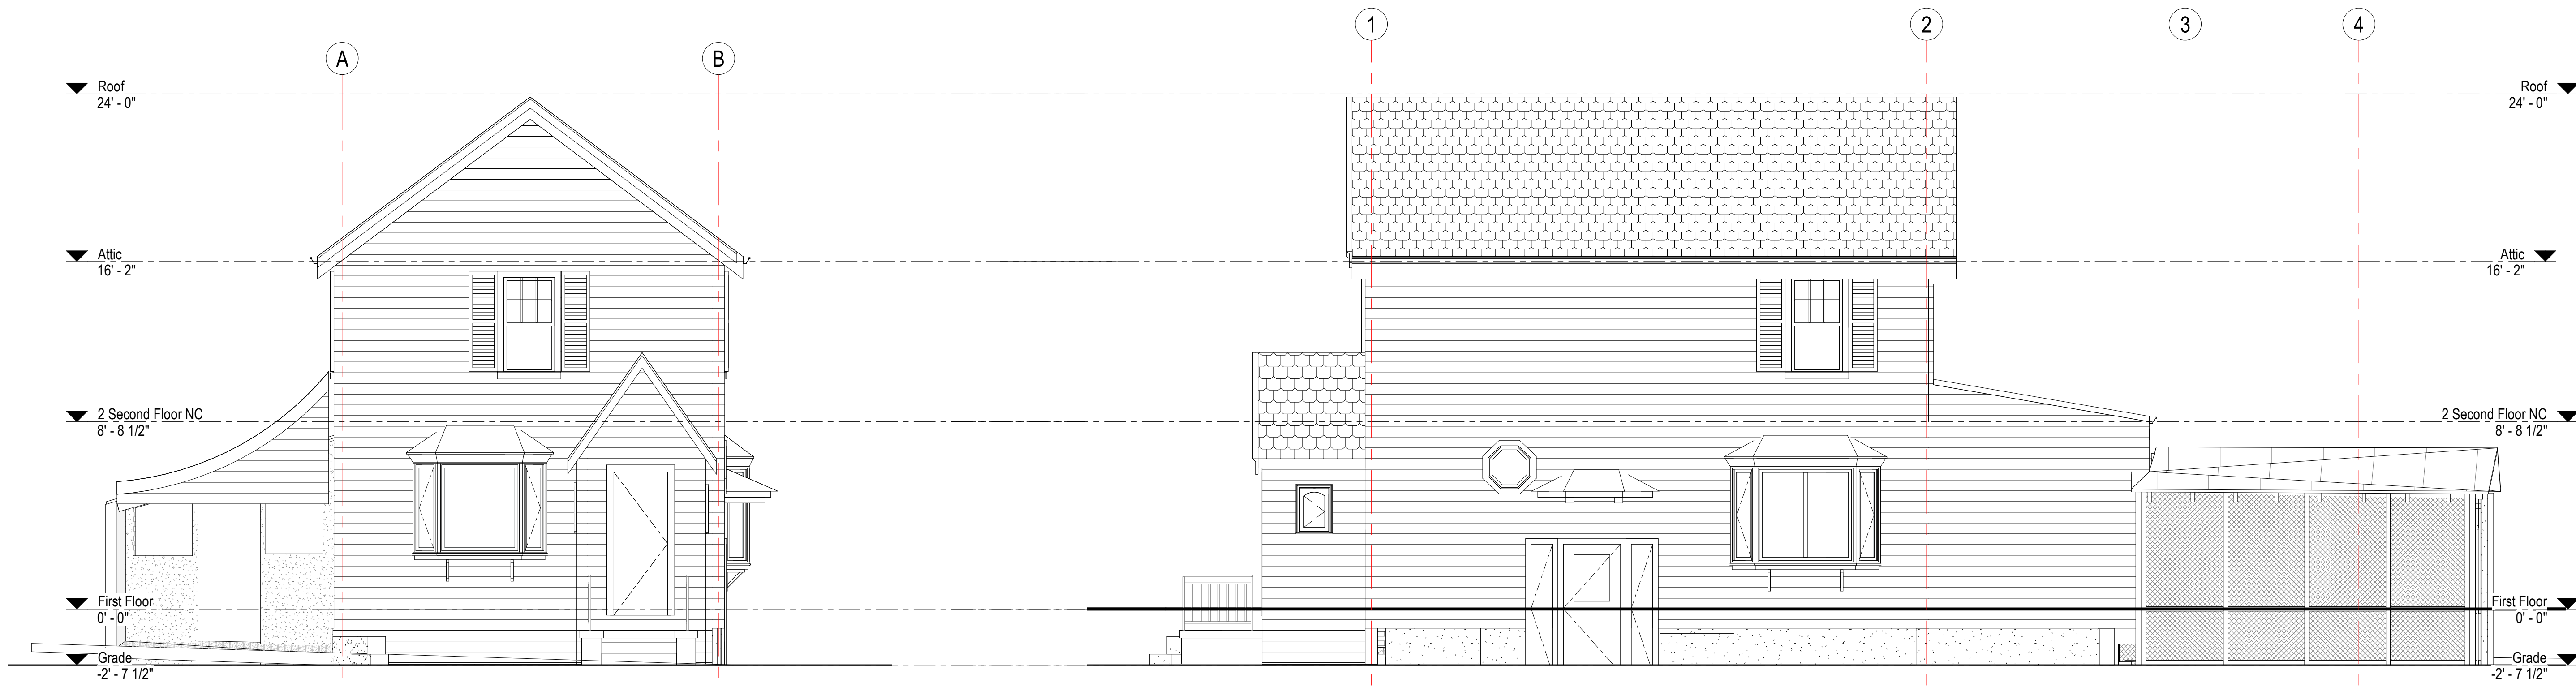 1
2
3
4
A
B
Roof
24' - 0"
Roof
24' - 0"
Attic
16' - 2"
Attic
16' - 2"
2 Second Floor NC
8' - 8 1/2"
2 Second Floor NC
8' - 8 1/2"
First Floor
0' - 0"
First Floor
0' - 0"
Grade
-2' - 7 1/2"
Grade
-2' - 7 1/2"